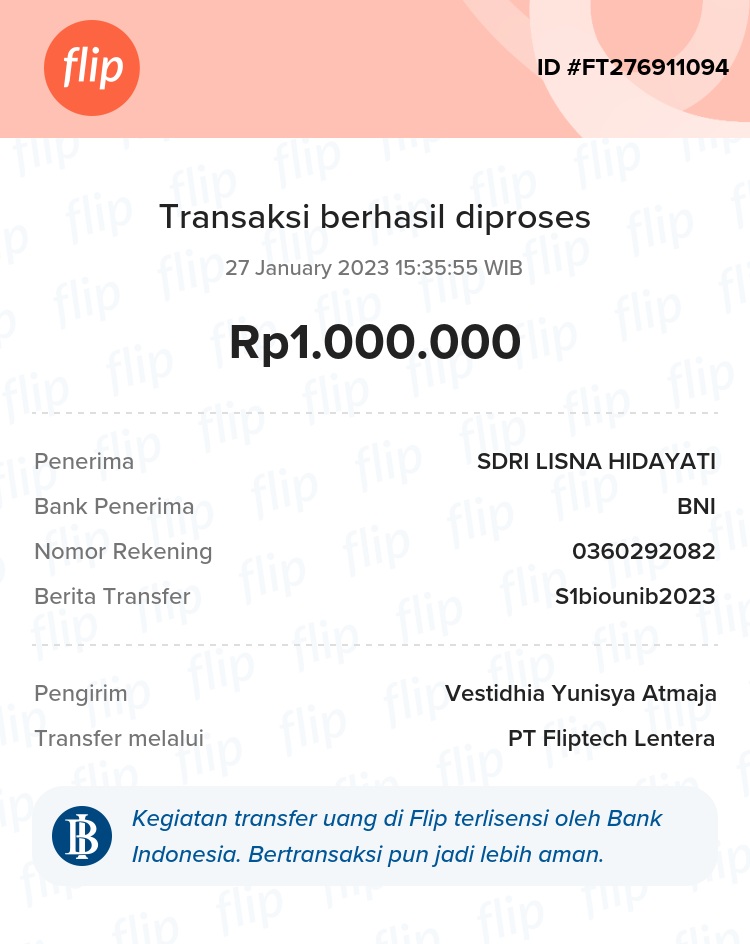 flip
ID #FT276911094
Transaksi berhasil diproses
27 January 2023 15:35:55 WIB
Rp1.000.000
Penerima SDRI LISNA HIDAYATI
Bank Penerima BNI
Nomor Rekening 0360292082
Berita Transfer S1biounib2023
Pengirim Vestidhia Yunisya Atmaja
Transfer melalui PT Fliptech Lentera
Kegiatan transfer uang di Flip terlisensi oleh Bank
Indonesia. Bertransaksi pun jadi lebih aman.